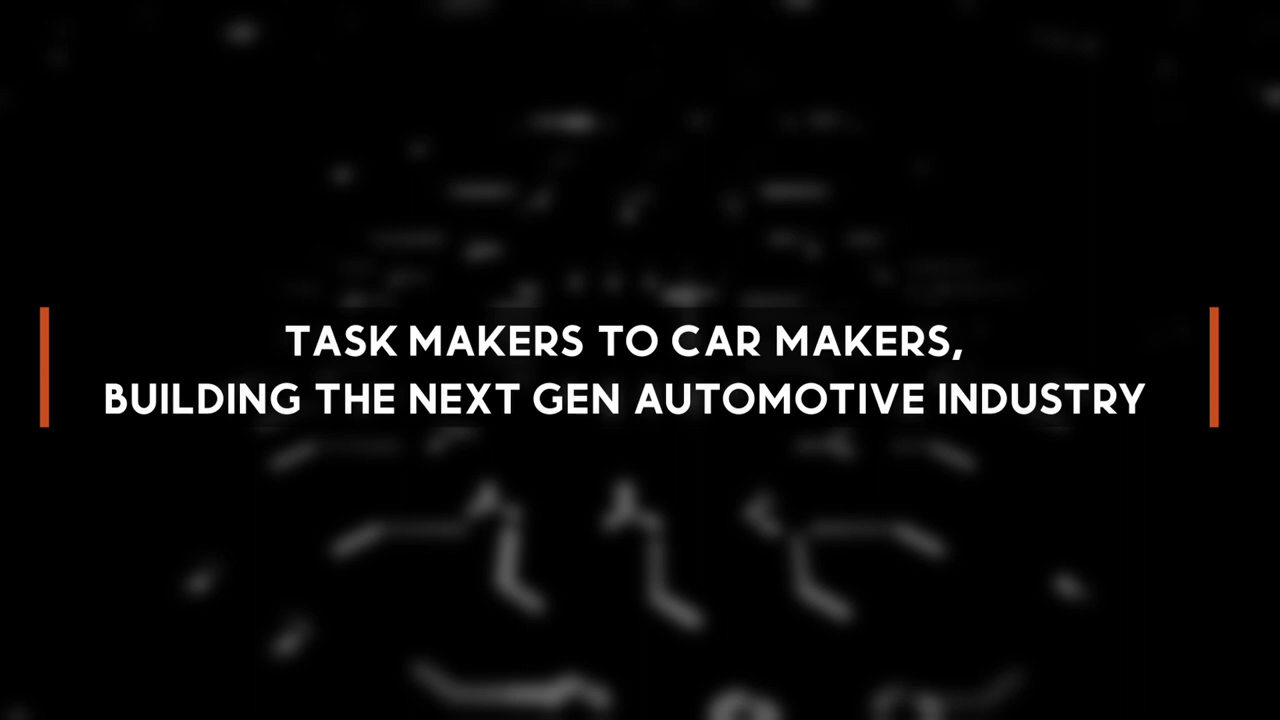 TASK MAKERS TO CAR MAKERS,
BUILDING THE NEXT GEN AUTOMOTIVE INDUSTRY